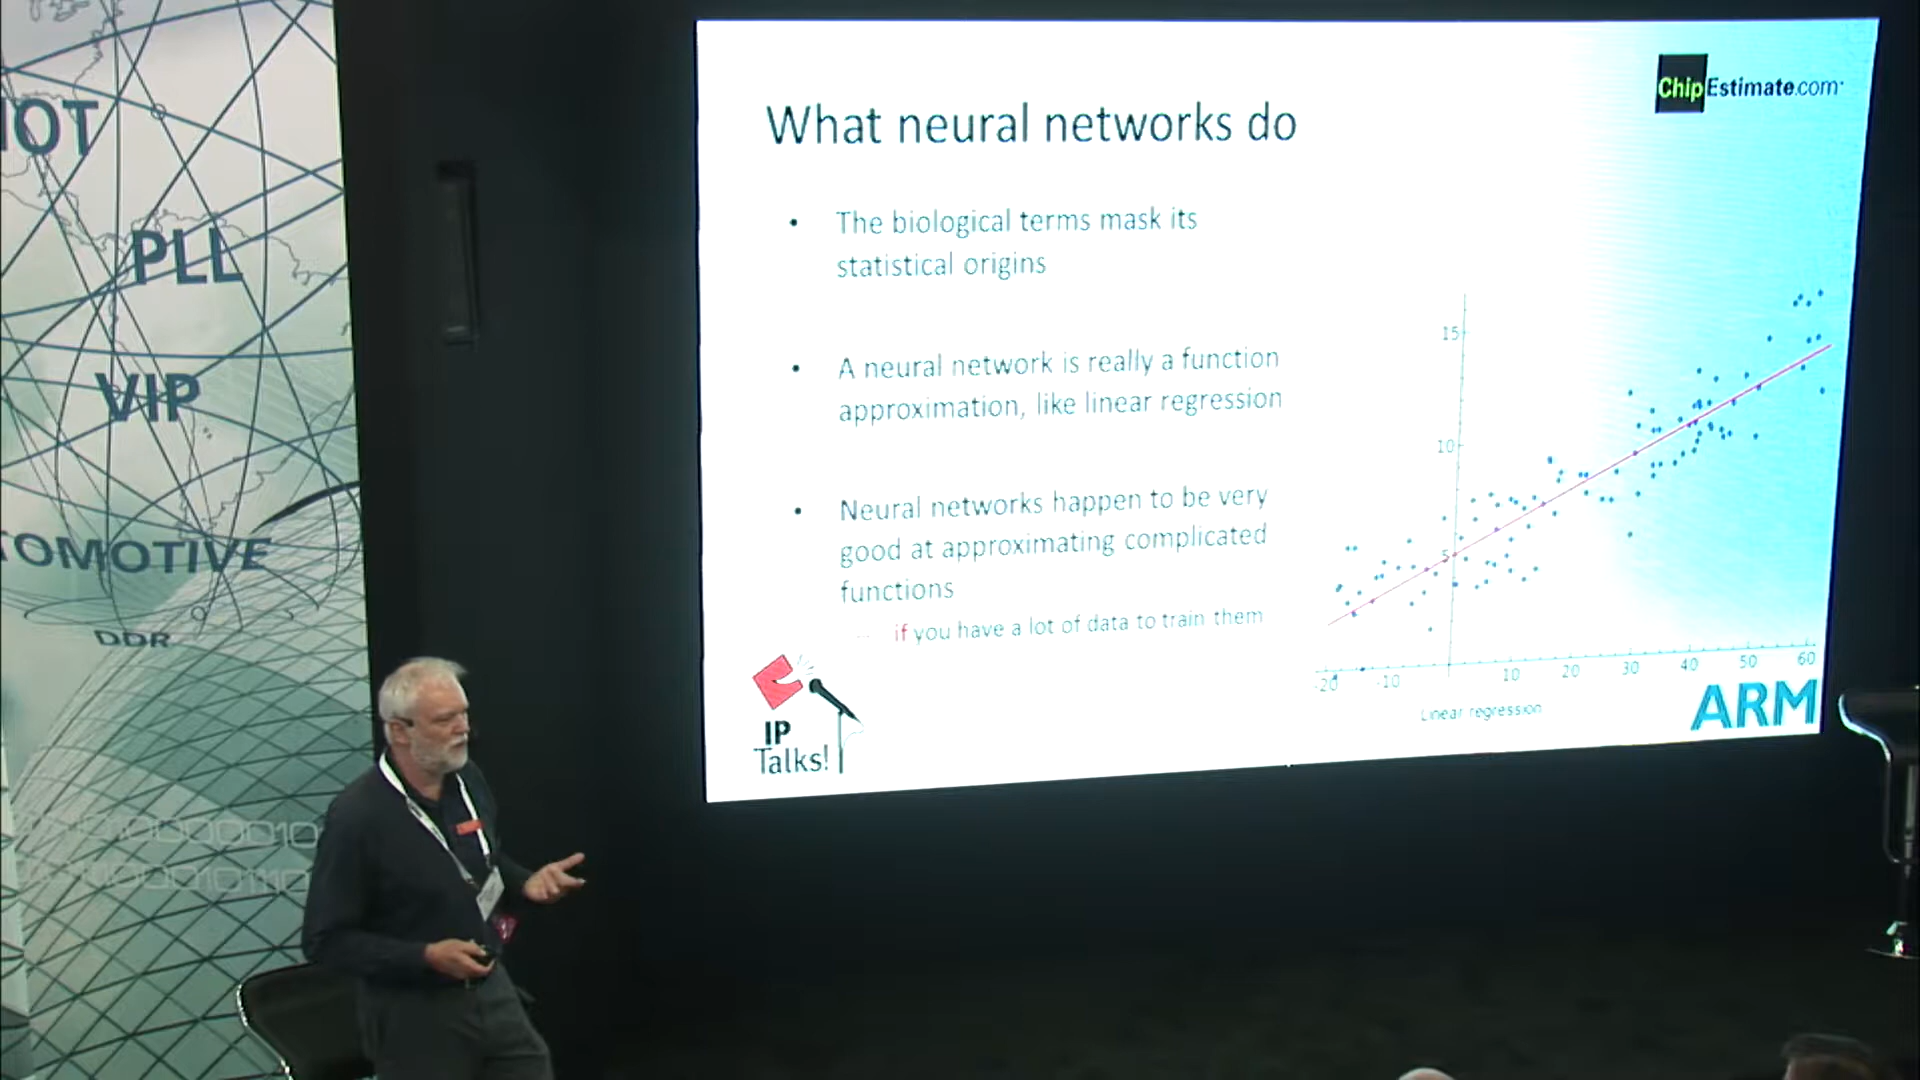 IOT
PLL
VIP
TOMOTIVE
DDR
ChipEstimate.com
What neural networks do
• The biological terms mask its
statistical origins
• A neural network is really a function
approximation, like linear regression
• Neural networks happen to be very
good at approximating complicated
functions
if you have a lot of data to train them
15
10
5
-20 -10 10 20 30 40 50 60
Linear regression
IP
Talks!
ARM